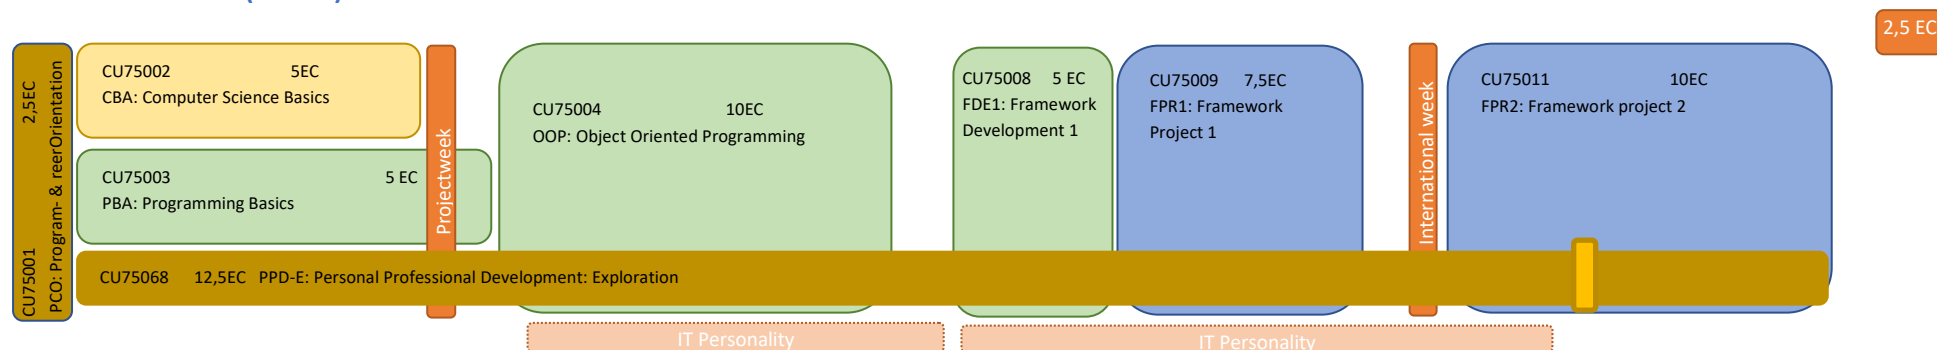 2,5 EC
CU75001 2,5EC
PCO: Program- & reerOrientation
CU75002 5EC
CBA: Computer Science Basics
CU75003 5 EC
PBA: Programming Basics
Projectweek
CU75004 10EC
OOP: Object Oriented Programming
CU75008 5 EC
FDE1: Framework
Development 1
CU75009 7,5EC
FPR1: Framework
Project 1
International week
CU75011 10EC
FPR2: Framework project 2
CU75068 12,5EC PPD-E: Personal Professional Development: Exploration
IT Personality
IT Personality